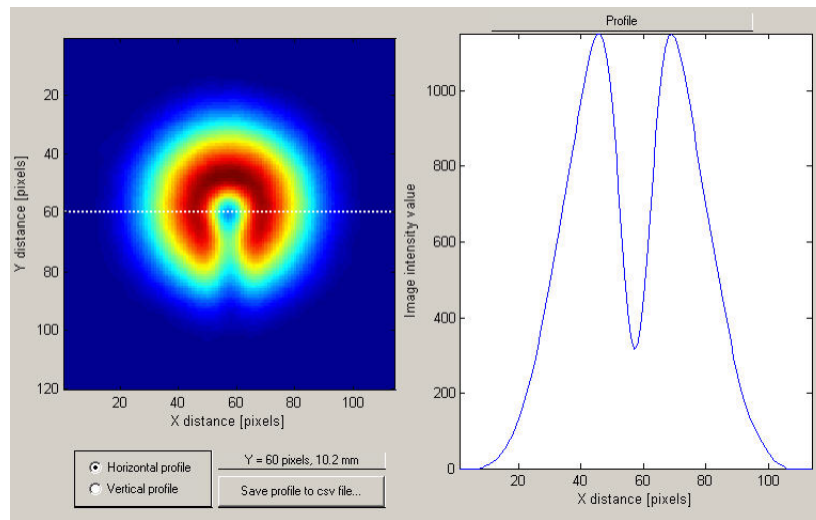 Profile
20
40
60
80
100
120
Y distance [pixels]
20 40 60 80 100
X distance [pixels]
1000
800
600
400
200
0
Image intensity value
20 40 60 80 100
X distance [pixels]
Horizontal profile
Vertical profile
Y = 60 pixels, 10.2 mm
Save profile to csv file...